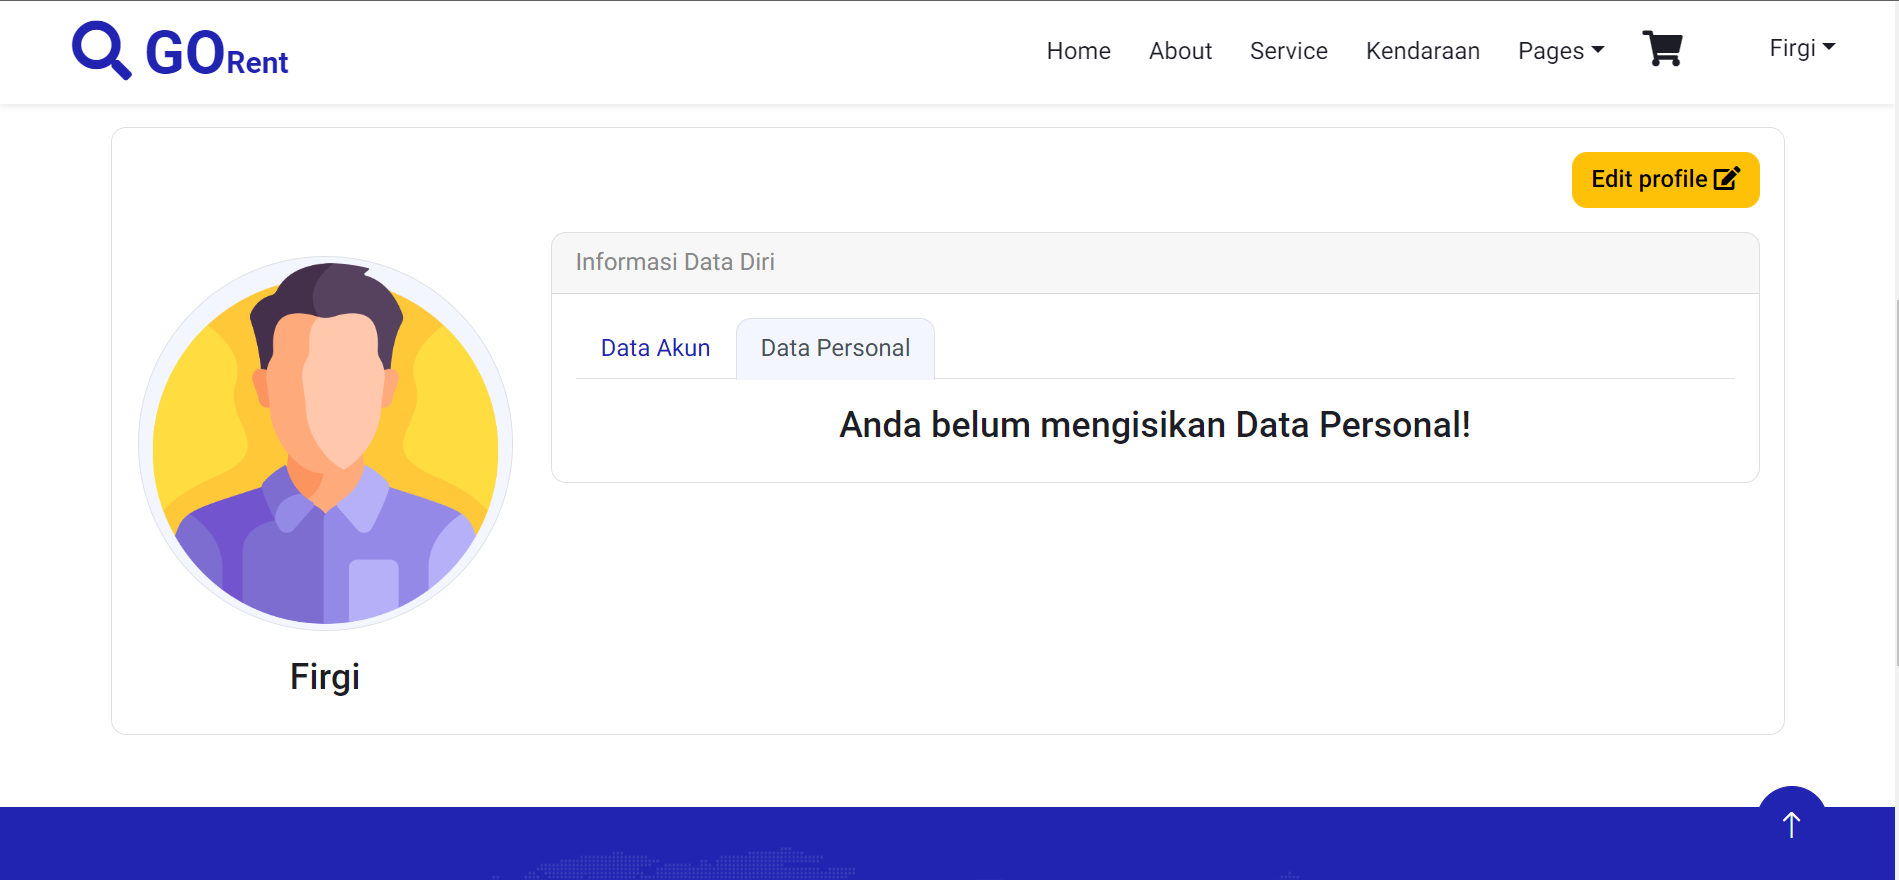 GORent
Home About Service Kendaraan Pages Firgi
Edit profile
Informasi Data Diri
Data Akun Data Personal
Anda belum mengisikan Data Personal!
Firgi